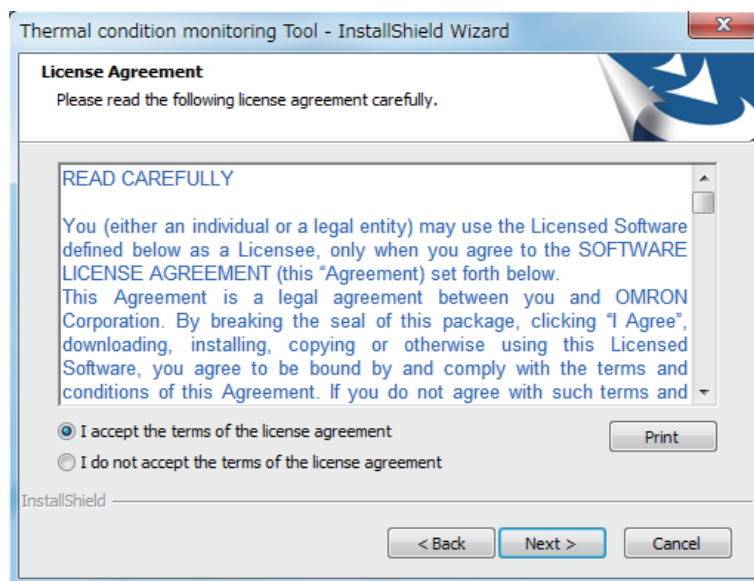 Thermal condition monitoring Tool - InstallShield Wizard
License Agreement
Please read the following license agreement carefully.
READ CAREFULLY
You (either an individual or a legal entity) may use the Licensed Software
defined below as a Licensee, only when you agree to the SOFTWARE
LICENSE AGREEMENT (this “Agreement) set forth below.
This Agreement is a legal agreement between you and OMRON
Corporation. By breaking the seal of this package, clicking “I Agree”,
downloading, installing, copying or otherwise using this Licensed
Software, you agree to be bound by and comply with the terms and
conditions of this Agreement. If you do not agree with such terms and
I accept the terms of the license agreement
Print
I do not accept the terms of the license agreement
InstallShield
< Back
Next >
Cancel